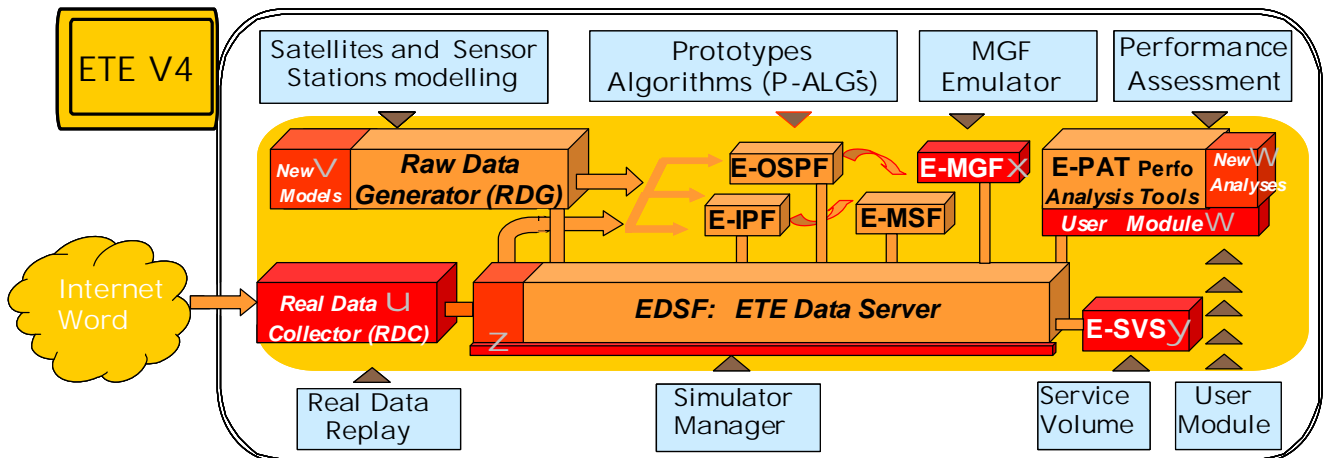 ETE V4
Satellites and Sensor
Stations modelling
Prototypes
Algorithms (P-ALG's)
MGF
Emulator
Performance
Assessment
New v
Models
Raw Data
Generator (RDG)
E-OSPF
E-MGF x
E-PAT Perfo
Analysis Tools
New w
Analyses
E-IPF
E-MSF
User Module w
Internet
Word
Real Data u
Collector (RDC)
z
EDSF: ETE Data Server
E-SVS y
Real Data
Replay
Simulator
Manager
Service
Volume
User
Module